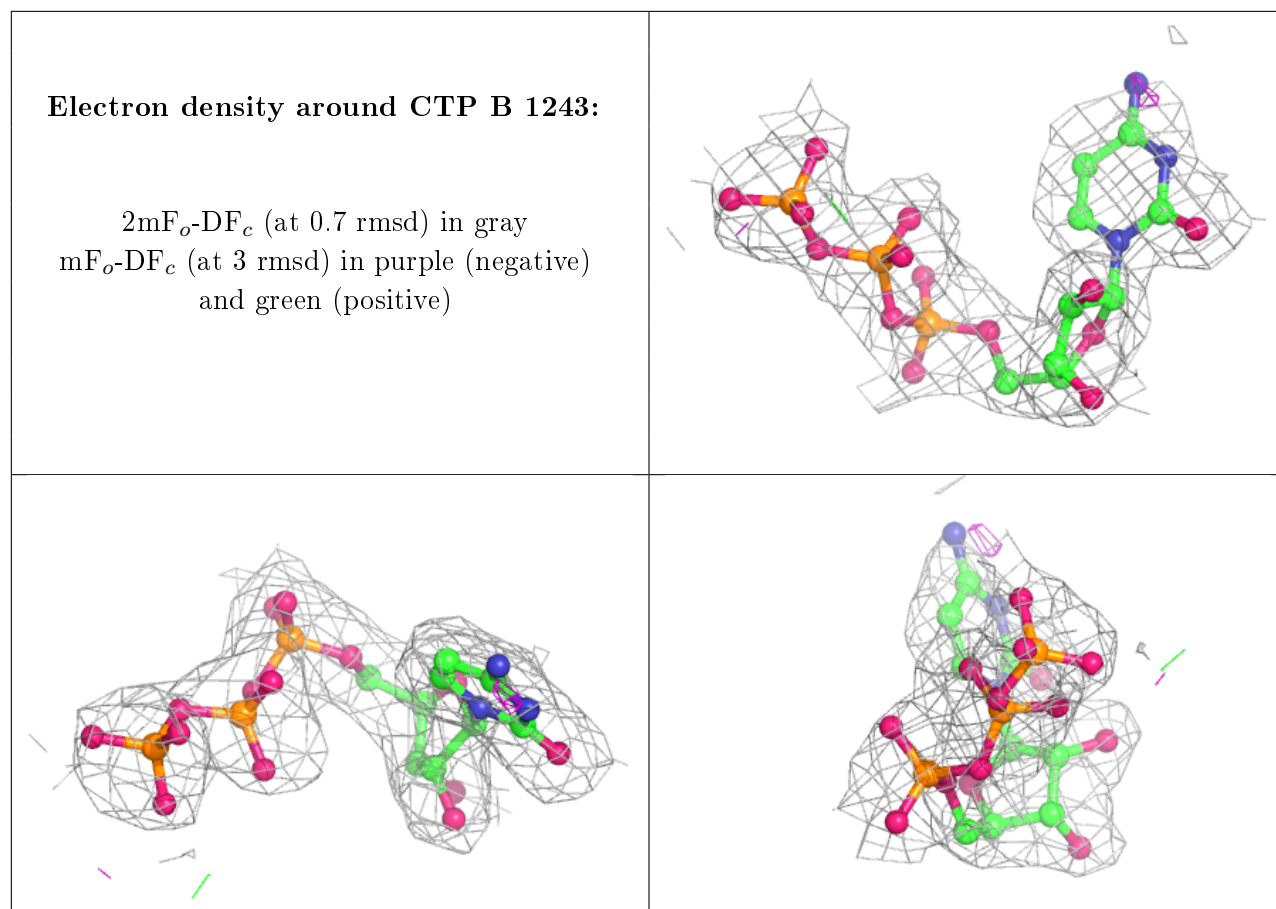 Electron density around CTP B 1243:
2mFo-DFc (at 0.7 rmsd) in gray
mFo-DFc (at 3 rmsd) in purple (negative)
and green (positive)